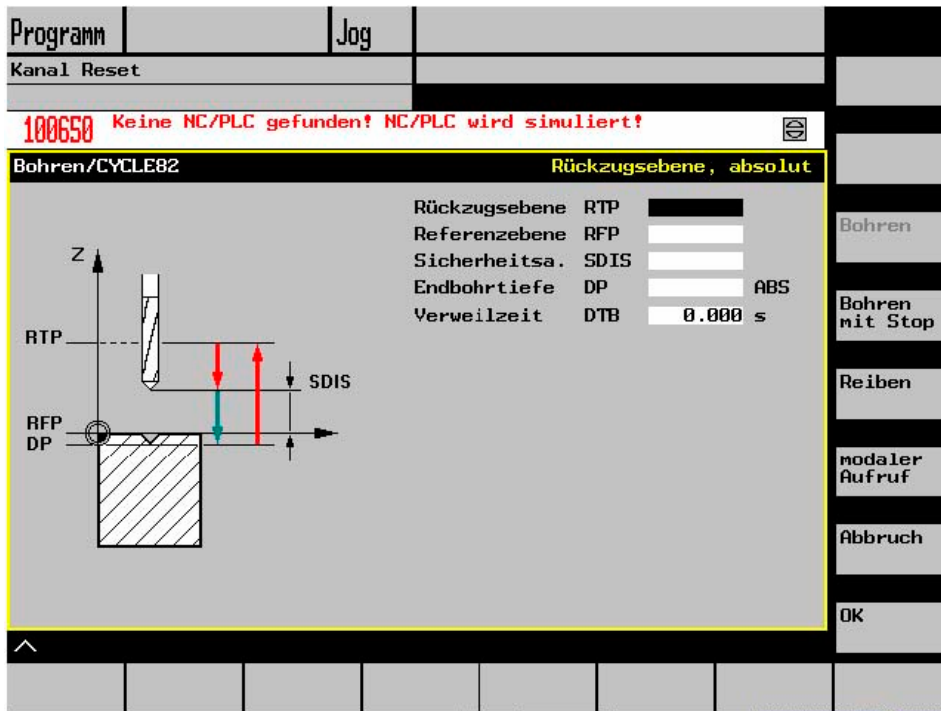 Programm
Jog
Kanal Reset
100650 Keine NC/PLC gefunden! NC/PLC wird simuliert!
Bohren/CYCLE82 Rückzugsebene, absolut
Rückzugsebene RTP
Referenzebene RFP
Sicherheitsa. SDIS
Endbohrtiefe DP ABS
Verweilzeit DTB 0.000 s
Z
RTP
SDIS
RFP
DP
Bohren
Bohren
mit Stop
Reiben
modaler
Aufruf
Abbruch
OK